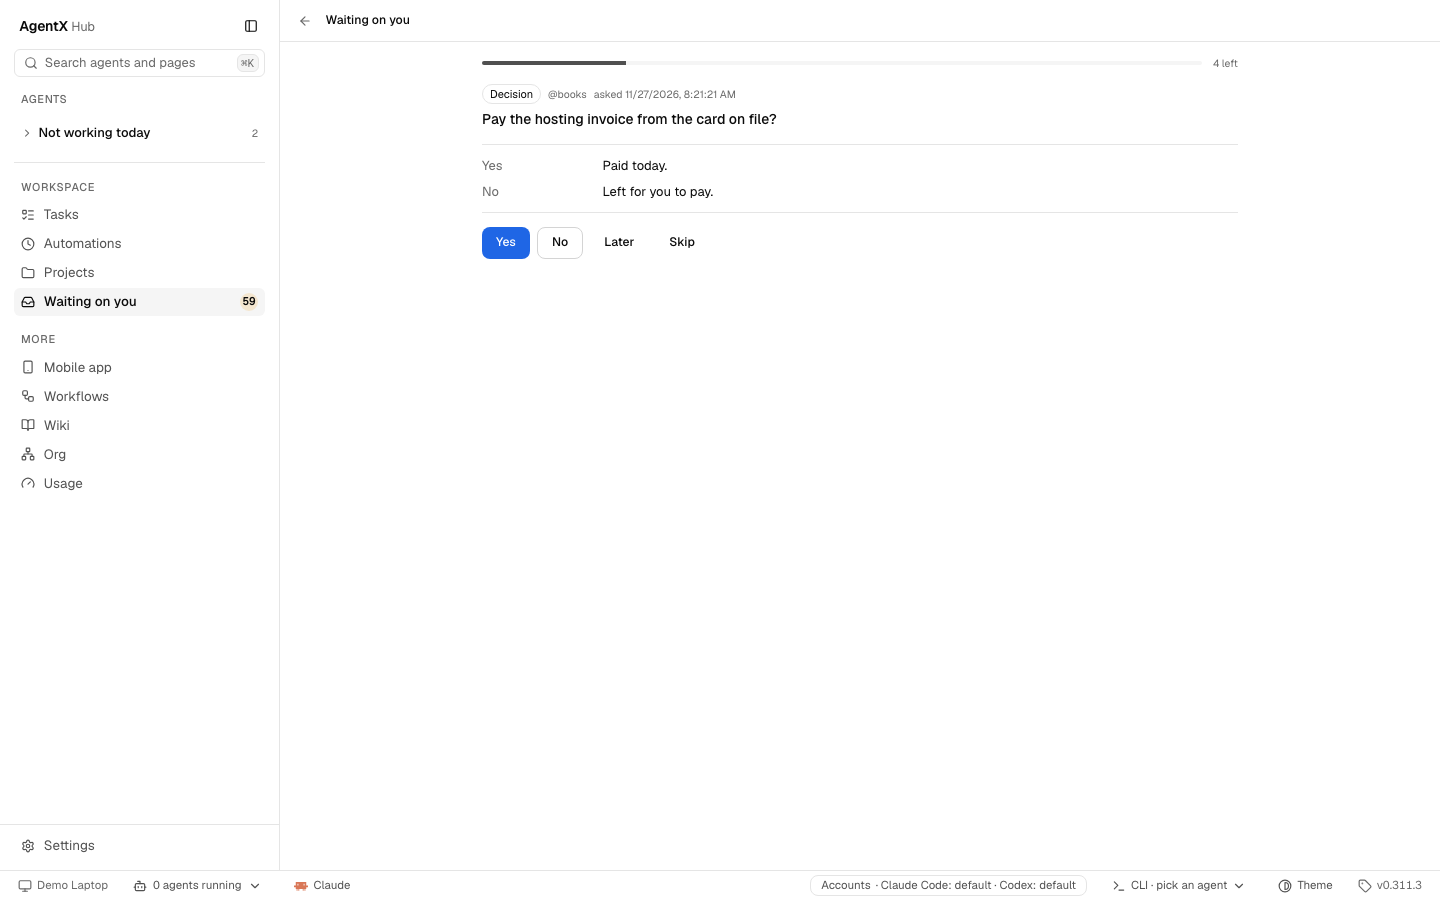 AgentX Hub
Search agents and pages ⌘K
AGENTS
Not working today 2
WORKSPACE
Tasks
Automations
Projects
Waiting on you 59
MORE
Mobile app
Workflows
Wiki
Org
Usage
Settings
Waiting on you
4 left
Decision @books asked 11/27/2026, 8:21:21 AM
Pay the hosting invoice from the card on file?
Yes Paid today.
No Left for you to pay.
Yes No Later Skip
Demo Laptop 0 agents running Claude Accounts · Claude Code: default · Codex: default CLI · pick an agent Theme v0.311.3